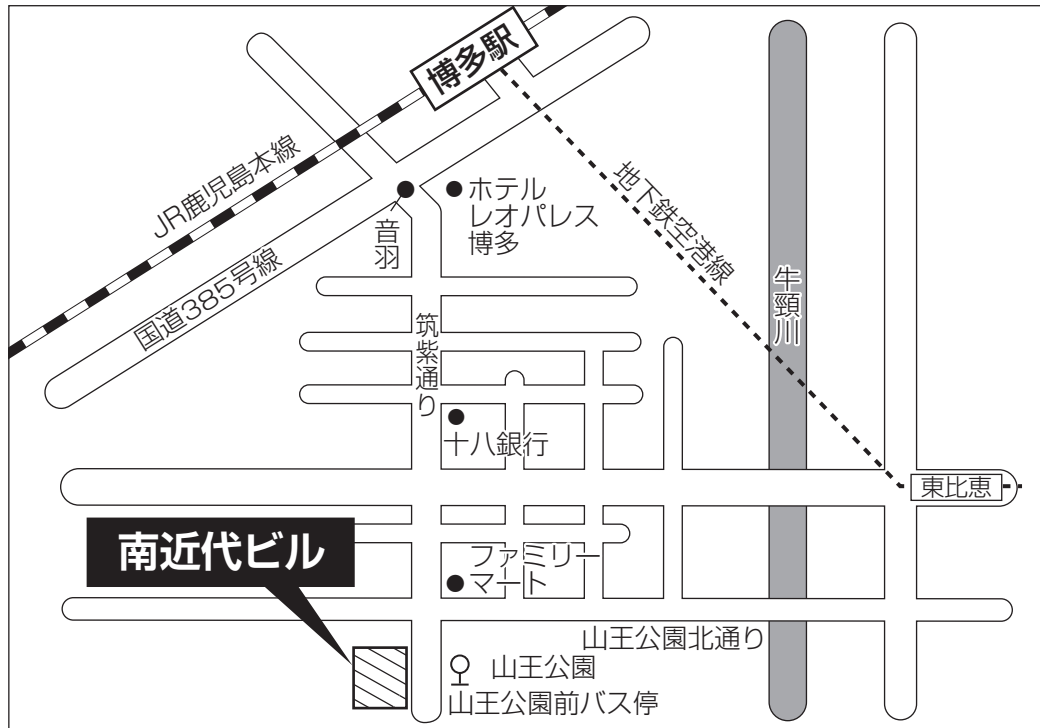 博多駅
JR鹿児島本線
国道385号線
地下鉄空港線
ホテル
レオパレス
博多
音羽
牛頸川
筑紫通り
十八銀行
東比恵
南近代ビル
ファミリー
マート
山王公園北通り
山王公園
山王公園前バス停